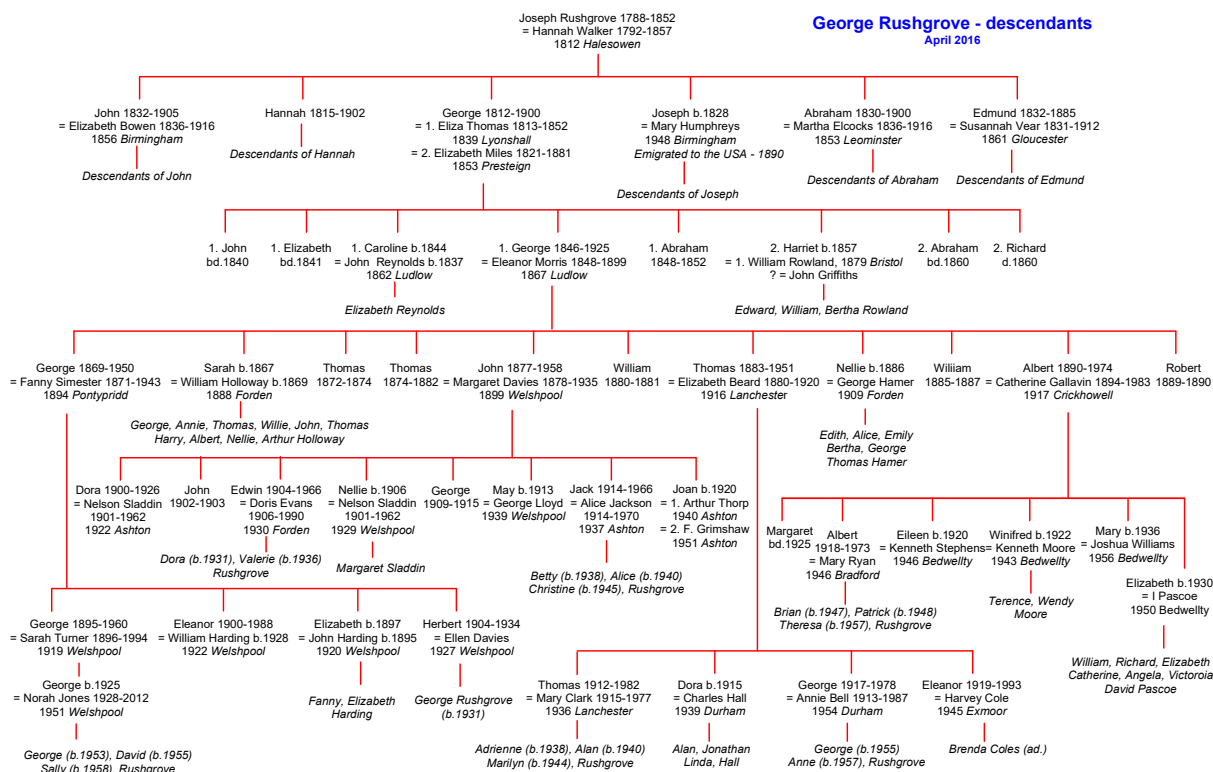 George Rushgrove - descendants
April 2016
Joseph Rushgrove 1788-1852
= Hannah Walker 1792-1857
1812 Halesowen
John 1832-1905
= Elizabeth Bowen 1836-1916
1856 Birmingham
Descendants of John
Hannah 1815-1902
Descendants of Hannah
George 1812-1900
= 1. Eliza Thomas 1813-1852
1839 Lyonshall
= 2. Elizabeth Miles 1821-1881
1853 Presteign
Joseph b.1828
= Mary Humphreys
1948 Birmingham
Emigrated to the USA - 1890
Descendants of Joseph
Abraham 1830-1900
= Martha Elcocks 1836-1916
1853 Leominster
Descendants of Abraham
Edmund 1832-1885
= Susannah Vear 1831-1912
1861 Gloucester
Descendants of Edmund
1. John
bd.1840
1. Elizabeth
bd.1841
1. Caroline b.1844
= John Reynolds b.1837
1862 Ludlow
Elizabeth Reynolds
1. George 1846-1925
= Eleanor Morris 1848-1899
1867 Ludlow
1. Abraham
1848-1852
2. Harriet b.1857
= 1. William Rowland, 1879 Bristol
? = John Griffiths
Edward, William, Bertha Rowland
2. Abraham
bd.1860
2. Richard
d.1860
George 1869-1950
= Fanny Simester 1871-1943
1894 Pontypridd
Sarah b.1867
= William Holloway b.1869
1888 Forden
George, Annie, Thomas, Willie, John, Thomas
Harry, Albert, Nellie, Arthur Holloway
Thomas
1872-1874
Thomas
1874-1882
John 1877-1958
= Margaret Davies 1878-1935
1899 Welshpool
William
1880-1881
Thomas 1883-1951
= Elizabeth Beard 1880-1920
1916 Lanchester
Nellie b.1886
= George Hamer
1909 Forden
Edith, Alice, Emily
Bertha, George
Thomas Hamer
Wiliam
1885-1887
Albert 1890-1974
= Catherine Gallavin 1894-1983
1917 Crickhowell
Robert
1889-1890
Dora 1900-1926
= Nelson Sladdin
1901-1962
1922 Ashton
John
1902-1903
Edwin 1904-1966
= Doris Evans
1906-1990
1930 Forden
Dora (b.1931), Valerie (b.1936)
Rushgrove
Nellie b.1906
= Nelson Sladdin
1901-1962
1929 Welshpool
Margaret Sladdin
George
1909-1915
May b.1913
= George Lloyd
1939 Welshpool
Jack 1914-1966
= Alice Jackson
1914-1970
1937 Ashton
Betty (b.1938), Alice (b.1940)
Christine (b.1945), Rushgrove
Joan b.1920
= 1. Arthur Thorp
1940 Ashton
= 2. F. Grimshaw
1951 Ashton
Margaret
bd.1925
Albert
1918-1973
= Mary Ryan
1946 Bradford
Brian (b.1947), Patrick (b.1948)
Theresa (b.1957), Rushgrove
Eileen b.1920
= Kenneth Stephens
1946 Bedwellty
Winifred b.1922
= Kenneth Moore
1943 Bedwellty
Terence, Wendy
Moore
Mary b.1936
= Joshua Williams
1956 Bedwellty
Elizabeth b.1930
= I Pascoe
1950 Bedwellty
William, Richard, Elizabeth
Catherine, Angela, Victoroia
David Pascoe
George 1895-1960
= Sarah Turner 1896-1994
1919 Welshpool
Eleanor 1900-1988
= William Harding b.1928
1922 Welshpool
Elizabeth b.1897
= John Harding b.1895
1920 Welshpool
Fanny, Elizabeth
Harding
Herbert 1904-1934
= Ellen Davies
1927 Welshpool
George Rushgrove
(b.1931)
George b.1925
= Norah Jones 1928-2012
1951 Welshpool
George (b.1953), David (b.1955)
Sally (b.1958), Rushgrove
Thomas 1912-1982
= Mary Clark 1915-1977
1936 Lanchester
Adrienne (b.1938), Alan (b.1940)
Marilyn (b.1944), Rushgrove
Dora b.1915
= Charles Hall
1939 Durham
Alan, Jonathan
Linda, Hall
George 1917-1978
= Annie Bell 1913-1987
1954 Durham
George (b.1955)
Anne (b.1957), Rushgrove
Eleanor 1919-1993
= Harvey Cole
1945 Exmoor
Brenda Coles (ad.)